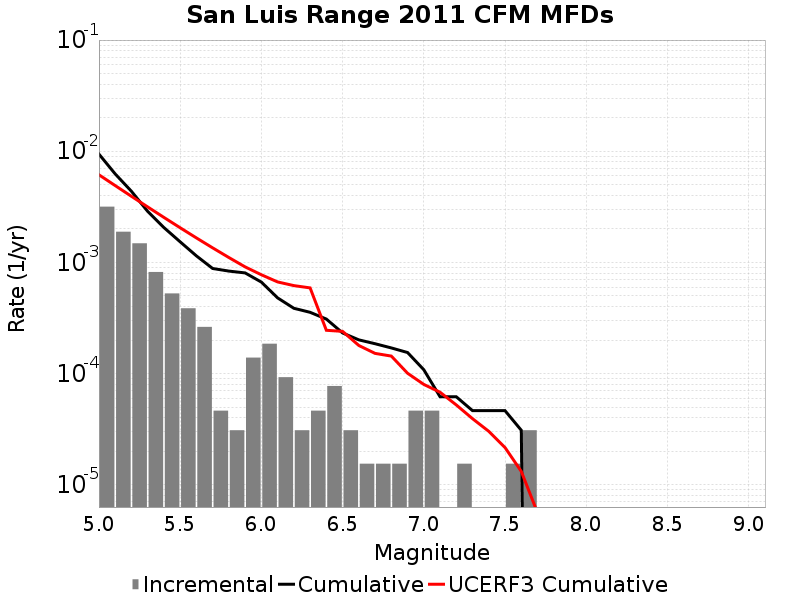 San Luis Range 2011 CFM MFDs
10-1
10-2
10-3
10-4
10-5
Rate (1/yr)
5.0 5.5 6.0 6.5 7.0 7.5 8.0 8.5 9.0
Magnitude
Incremental Cumulative UCERF3 Cumulative